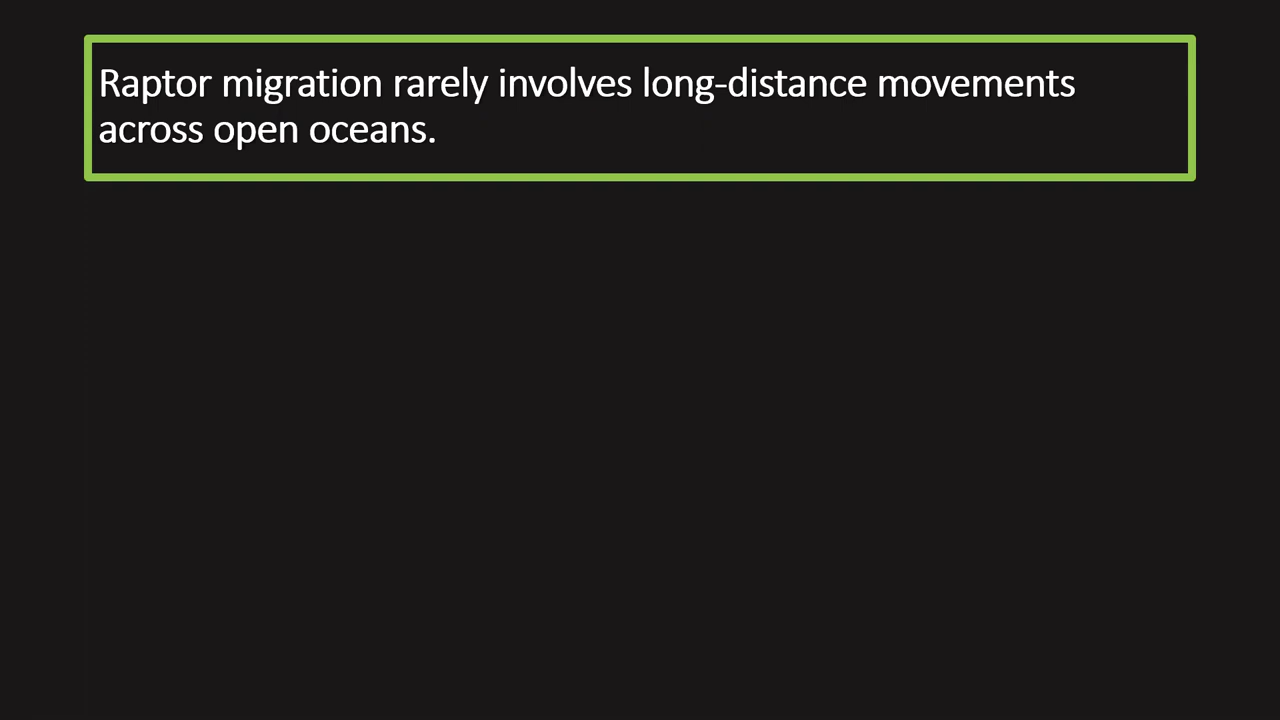 Raptor migration rarely involves long-distance movements
across open oceans.